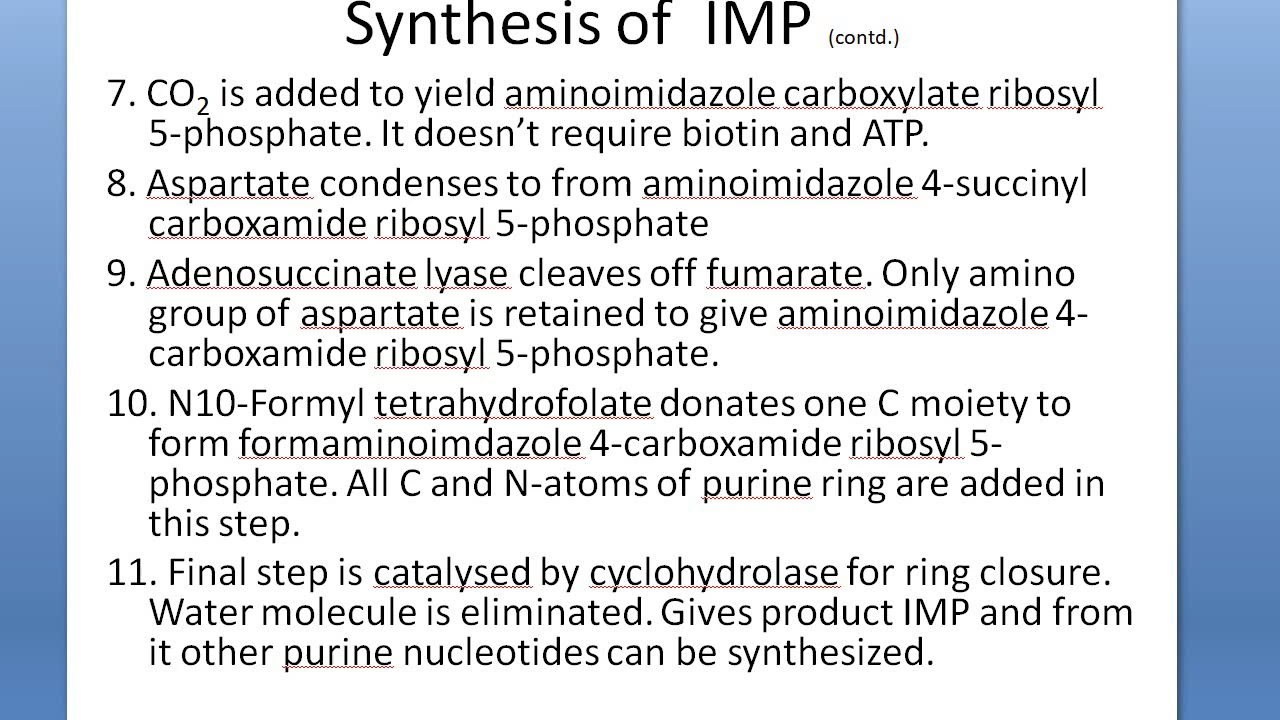 Synthesis of IMP (contd.)
7. CO₂ is added to yield aminoimidazole carboxylate ribosyl
5-phosphate. It doesn’t require biotin and ATP.
8. Aspartate condenses to from aminoimidazole 4-succinyl
carboxamide ribosyl 5-phosphate
9. Adenosuccinate lyase cleaves off fumarate. Only amino
group of aspartate is retained to give aminoimidazole 4-
carboxamide ribosyl 5-phosphate.
10. N10-Formyl tetrahydrofolate donates one C moiety to
form formaminoimdazole 4-carboxamide ribosyl 5-
phosphate. All C and N-atoms of purine ring are added in
this step.
11. Final step is catalysed by cyclohydrolase for ring closure.
Water molecule is eliminated. Gives product IMP and from
it other purine nucleotides can be synthesized.